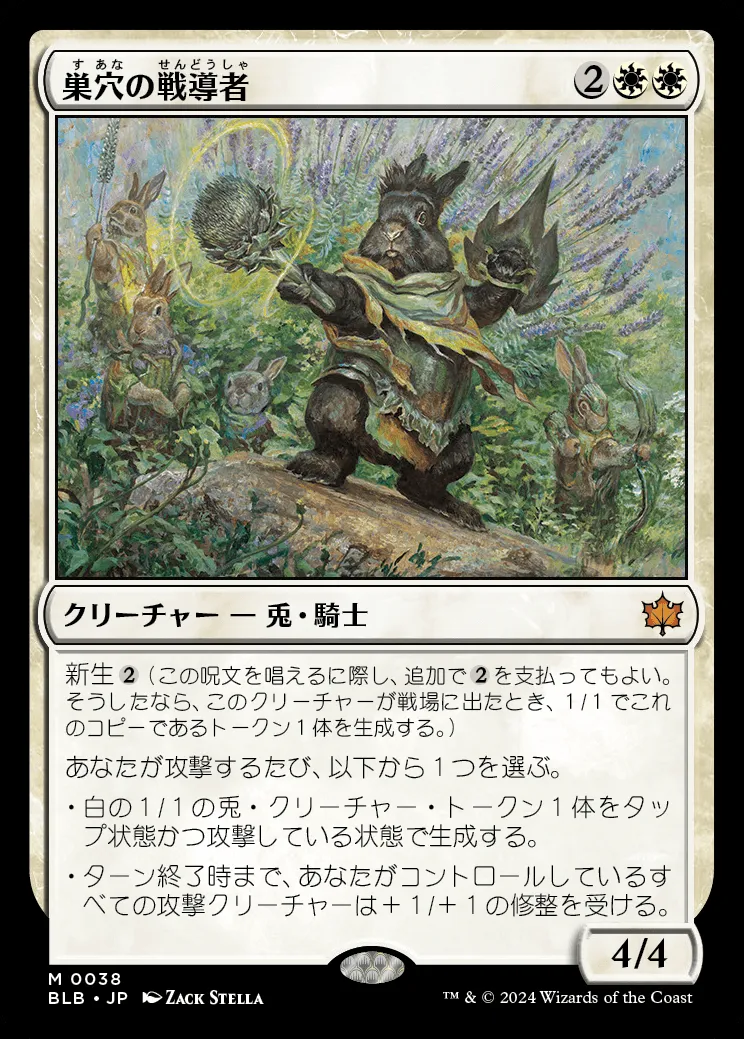 すあな せんどうしゃ
巣穴の戦導者 2
クリーチャー — 兎・騎士
新生2（この呪文を唱えるに際し、追加で2を支払ってもよい。
そうしたなら、このクリーチャーが戦場に出たとき、1/1でこれ
のコピーであるトークン1体を生成する。）
あなたが攻撃するたび、以下から1つを選ぶ。
・白の1/1の兎・クリーチャー・トークン1体をタッ
プ状態かつ攻撃している状態で生成する。
・ターン終了時まで、あなたがコントロールしているす
べての攻撃クリーチャーは＋1/＋1の修整を受ける。
4/4
M 0038
BLB • JP Zack Stella
™ & © 2024 Wizards of the Coast